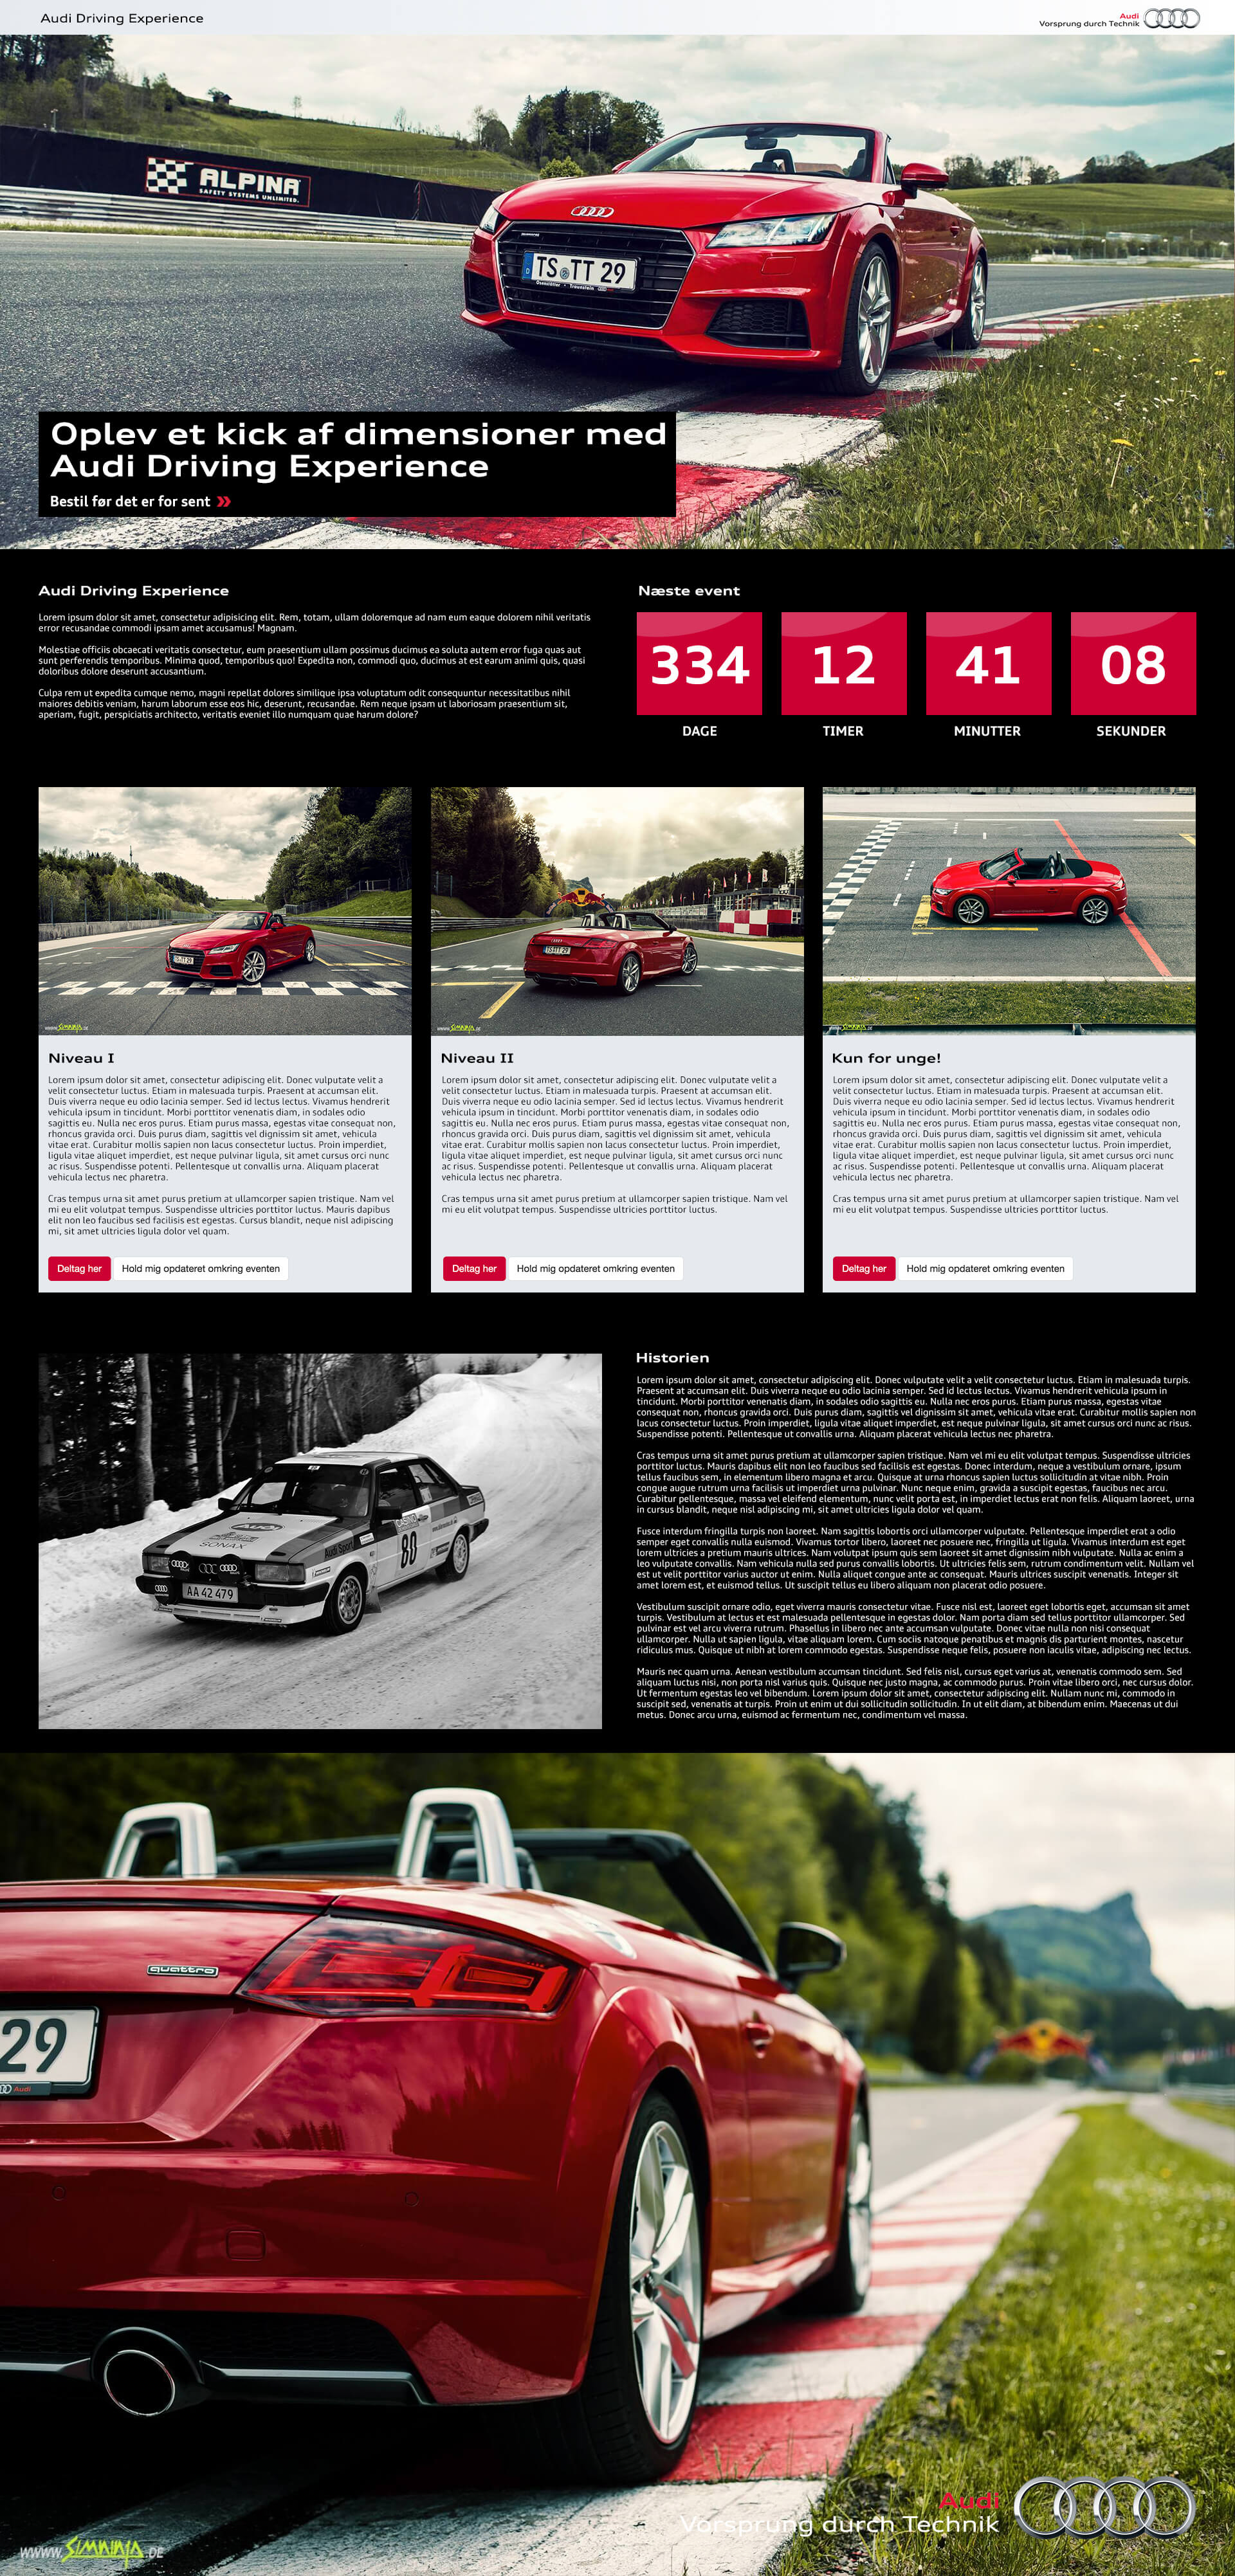 Audi Driving Experience
Audi
Vorsprung durch Technik
ALPINA
SAFETY SYSTEMS UNLIMITED.
TS TT 29
Oplev et kick af dimensioner med
Audi Driving Experience
Bestil før det er for sent »
Audi Driving Experience
Lorem ipsum dolor sit amet, consectetur adipisicing elit. Rem, totam, ullam doloremque ad nam eum eaque dolorem nihil veritatis
error recusandae commodi ipsam amet accusamus! Magnam.
Molestiae officiis obcaecati veritatis consectetur, eum praesentium ullam possimus ducimus ea soluta autem error fuga quas aut
sunt perferendis temporibus. Minima quod, temporibus quo! Expedita non, commodi quo, ducimus at est earum animi quis, quasi
doloribus dolore deserunt accusantium.
Culpa rem ut expedita cumque nemo, magni repellat dolores similique ipsa voluptatum odit consequuntur necessitatibus nihil
maiores debitis veniam, harum laborum esse eos hic, deserunt, recusandae. Rem neque ipsam ut laboriosam praesentium sit,
aperiam, fugit, perspiciatis architecto, veritatis eveniet illo numquam quae harum dolore?
Næste event
334 12 41 08
DAGE TIMER MINUTTER SEKUNDER
Niveau I
Lorem ipsum dolor sit amet, consectetur adipiscing elit. Donec vulputate velit a
velit consectetur luctus. Etiam in malesuada turpis. Praesent at accumsan elit.
Duis viverra neque eu odio lacinia semper. Sed id lectus lectus. Vivamus hendrerit
vehicula ipsum in tincidunt. Morbi porttitor venenatis diam, in sodales odio
sagittis eu. Nulla nec eros purus. Etiam purus massa, egestas vitae consequat non,
rhoncus gravida orci. Duis purus diam, sagittis vel dignissim sit amet, vehicula
vitae erat. Curabitur mollis sapien non lacus consectetur luctus. Proin imperdiet,
ligula vitae aliquet imperdiet, est neque pulvinar ligula, sit amet cursus orci nunc
ac risus. Suspendisse potenti. Pellentesque ut convallis urna. Aliquam placerat
vehicula lectus nec pharetra.
Cras tempus urna sit amet purus pretium at ullamcorper sapien tristique. Nam vel
mi eu elit volutpat tempus. Suspendisse ultricies porttitor luctus. Mauris dapibus
elit non leo faucibus sed facilisis est egestas. Cursus blandit, neque nisl adipiscing
mi, sit amet ultricies ligula dolor vel quam.
Deltag her
Hold mig opdateret omkring eventen
Niveau II
Lorem ipsum dolor sit amet, consectetur adipiscing elit. Donec vulputate velit a
velit consectetur luctus. Etiam in malesuada turpis. Praesent at accumsan elit.
Duis viverra neque eu odio lacinia semper. Sed id lectus lectus. Vivamus hendrerit
vehicula ipsum in tincidunt. Morbi porttitor venenatis diam, in sodales odio
sagittis eu. Nulla nec eros purus. Etiam purus massa, egestas vitae consequat non,
rhoncus gravida orci. Duis purus diam, sagittis vel dignissim sit amet, vehicula
vitae erat. Curabitur mollis sapien non lacus consectetur luctus. Proin imperdiet,
ligula vitae aliquet imperdiet, est neque pulvinar ligula, sit amet cursus orci nunc
ac risus. Suspendisse potenti. Pellentesque ut convallis urna. Aliquam placerat
vehicula lectus nec pharetra.
Cras tempus urna sit amet purus pretium at ullamcorper sapien tristique. Nam vel
mi eu elit volutpat tempus. Suspendisse ultricies porttitor luctus.
Deltag her
Hold mig opdateret omkring eventen
Kun for unge!
Lorem ipsum dolor sit amet, consectetur adipiscing elit. Donec vulputate velit a
velit consectetur luctus. Etiam in malesuada turpis. Praesent at accumsan elit.
Duis viverra neque eu odio lacinia semper. Sed id lectus lectus. Vivamus hendrerit
vehicula ipsum in tincidunt. Morbi porttitor venenatis diam, in sodales odio
sagittis eu. Nulla nec eros purus. Etiam purus massa, egestas vitae consequat non,
rhoncus gravida orci. Duis purus diam, sagittis vel dignissim sit amet, vehicula
vitae erat. Curabitur mollis sapien non lacus consectetur luctus. Proin imperdiet,
ligula vitae aliquet imperdiet, est neque pulvinar ligula, sit amet cursus orci nunc
ac risus. Suspendisse potenti. Pellentesque ut convallis urna. Aliquam placerat
vehicula lectus nec pharetra.
Cras tempus urna sit amet purus pretium at ullamcorper sapien tristique. Nam vel
mi eu elit volutpat tempus. Suspendisse ultricies porttitor luctus.
Deltag her
Hold mig opdateret omkring eventen
Audi
SONAX
Audi Sport
80
AA 42 479
Historien
Lorem ipsum dolor sit amet, consectetur adipiscing elit. Donec vulputate velit a velit consectetur luctus. Etiam in malesuada turpis.
Praesent at accumsan elit. Duis viverra neque eu odio lacinia semper. Sed id lectus lectus. Vivamus hendrerit vehicula ipsum in
tincidunt. Morbi porttitor venenatis diam, in sodales odio sagittis eu. Nulla nec eros purus. Etiam purus massa, egestas vitae
consequat non, rhoncus gravida orci. Duis purus diam, sagittis vel dignissim sit amet, vehicula vitae erat. Curabitur mollis sapien non
lacus consectetur luctus. Proin imperdiet, ligula vitae aliquet imperdiet, est neque pulvinar ligula, sit amet cursus orci nunc ac risus.
Suspendisse potenti. Pellentesque ut convallis urna. Aliquam placerat vehicula lectus nec pharetra.
Cras tempus urna sit amet purus pretium at ullamcorper sapien tristique. Nam vel mi eu elit volutpat tempus. Suspendisse ultricies
porttitor luctus. Mauris dapibus elit non leo faucibus sed facilisis est egestas. Donec interdum, neque a vestibulum ornare, ipsum
tellus faucibus sem, in elementum libero magna et arcu. Quisque at urna rhoncus sapien luctus sollicitudin at vitae nibh. Proin
congue augue rutrum urna facilisis ut imperdiet urna pulvinar. Nunc neque enim, gravida a suscipit egestas, faucibus nec arcu.
Curabitur pellentesque, massa vel eleifend elementum, nunc velit porta est, in imperdiet lectus erat non felis. Aliquam laoreet, urna
in cursus blandit, neque nisl adipiscing mi, sit amet ultricies ligula dolor vel quam.
Fusce interdum fringilla turpis non laoreet. Nam sagittis lobortis orci ullamcorper vulputate. Pellentesque imperdiet erat a odio
semper eget convallis nulla euismod. Vivamus tortor libero, laoreet nec posuere nec, fringilla ut ligula. Vivamus interdum est eget
lorem ultricies a pretium mauris ultrices. Nam volutpat ipsum quis sem laoreet sit amet dignissim nibh vulputate. Nulla ac enim a
leo vulputate convallis. Nam vehicula nulla sed purus convallis lobortis. Ut ultricies felis sem, rutrum condimentum velit. Nullam vel
est ut velit porttitor varius auctor ut enim. Nulla aliquet congue ante ac consequat. Mauris ultrices suscipit venenatis. Integer sit
amet lorem est, et euismod tellus. Ut suscipit tellus eu libero aliquam non placerat odio posuere.
Vestibulum suscipit ornare odio, eget viverra mauris consectetur vitae. Fusce nisl est, laoreet eget lobortis eget, accumsan sit amet
turpis. Vestibulum at lectus et est malesuada pellentesque in egestas dolor. Nam porta diam sed tellus porttitor ullamcorper. Sed
pulvinar est vel arcu viverra rutrum. Phasellus in libero nec ante accumsan vulputate. Donec vitae nulla non nisi consequat
ullamcorper. Nulla ut sapien ligula, vitae aliquam lorem. Cum sociis natoque penatibus et magnis dis parturient montes, nascetur
ridiculus mus. Quisque ut nibh at lorem commodo egestas. Suspendisse neque felis, posuere non iaculis vitae, adipiscing nec lectus.
Mauris nec quam urna. Aenean vestibulum accumsan tincidunt. Sed felis nisl, cursus eget varius at, venenatis commodo sem. Sed
aliquam luctus nisi, non porta nisl varius quis. Quisque nec justo magna, ac commodo purus. Proin vitae libero orci, nec cursus dolor.
Ut fermentum egestas leo vel bibendum. Lorem ipsum dolor sit amet, consectetur adipiscing elit. Nullam nunc mi, commodo in
suscipit sed, venenatis at turpis. Proin ut enim ut dui sollicitudin sollicitudin. In ut elit diam, at bibendum enim. Maecenas ut dui
metus. Donec arcu urna, euismod ac fermentum nec, condimentum vel massa.
quattro
29
Audi
Audi
Vorsprung durch Technik
WWW.SIMNINJA.DE